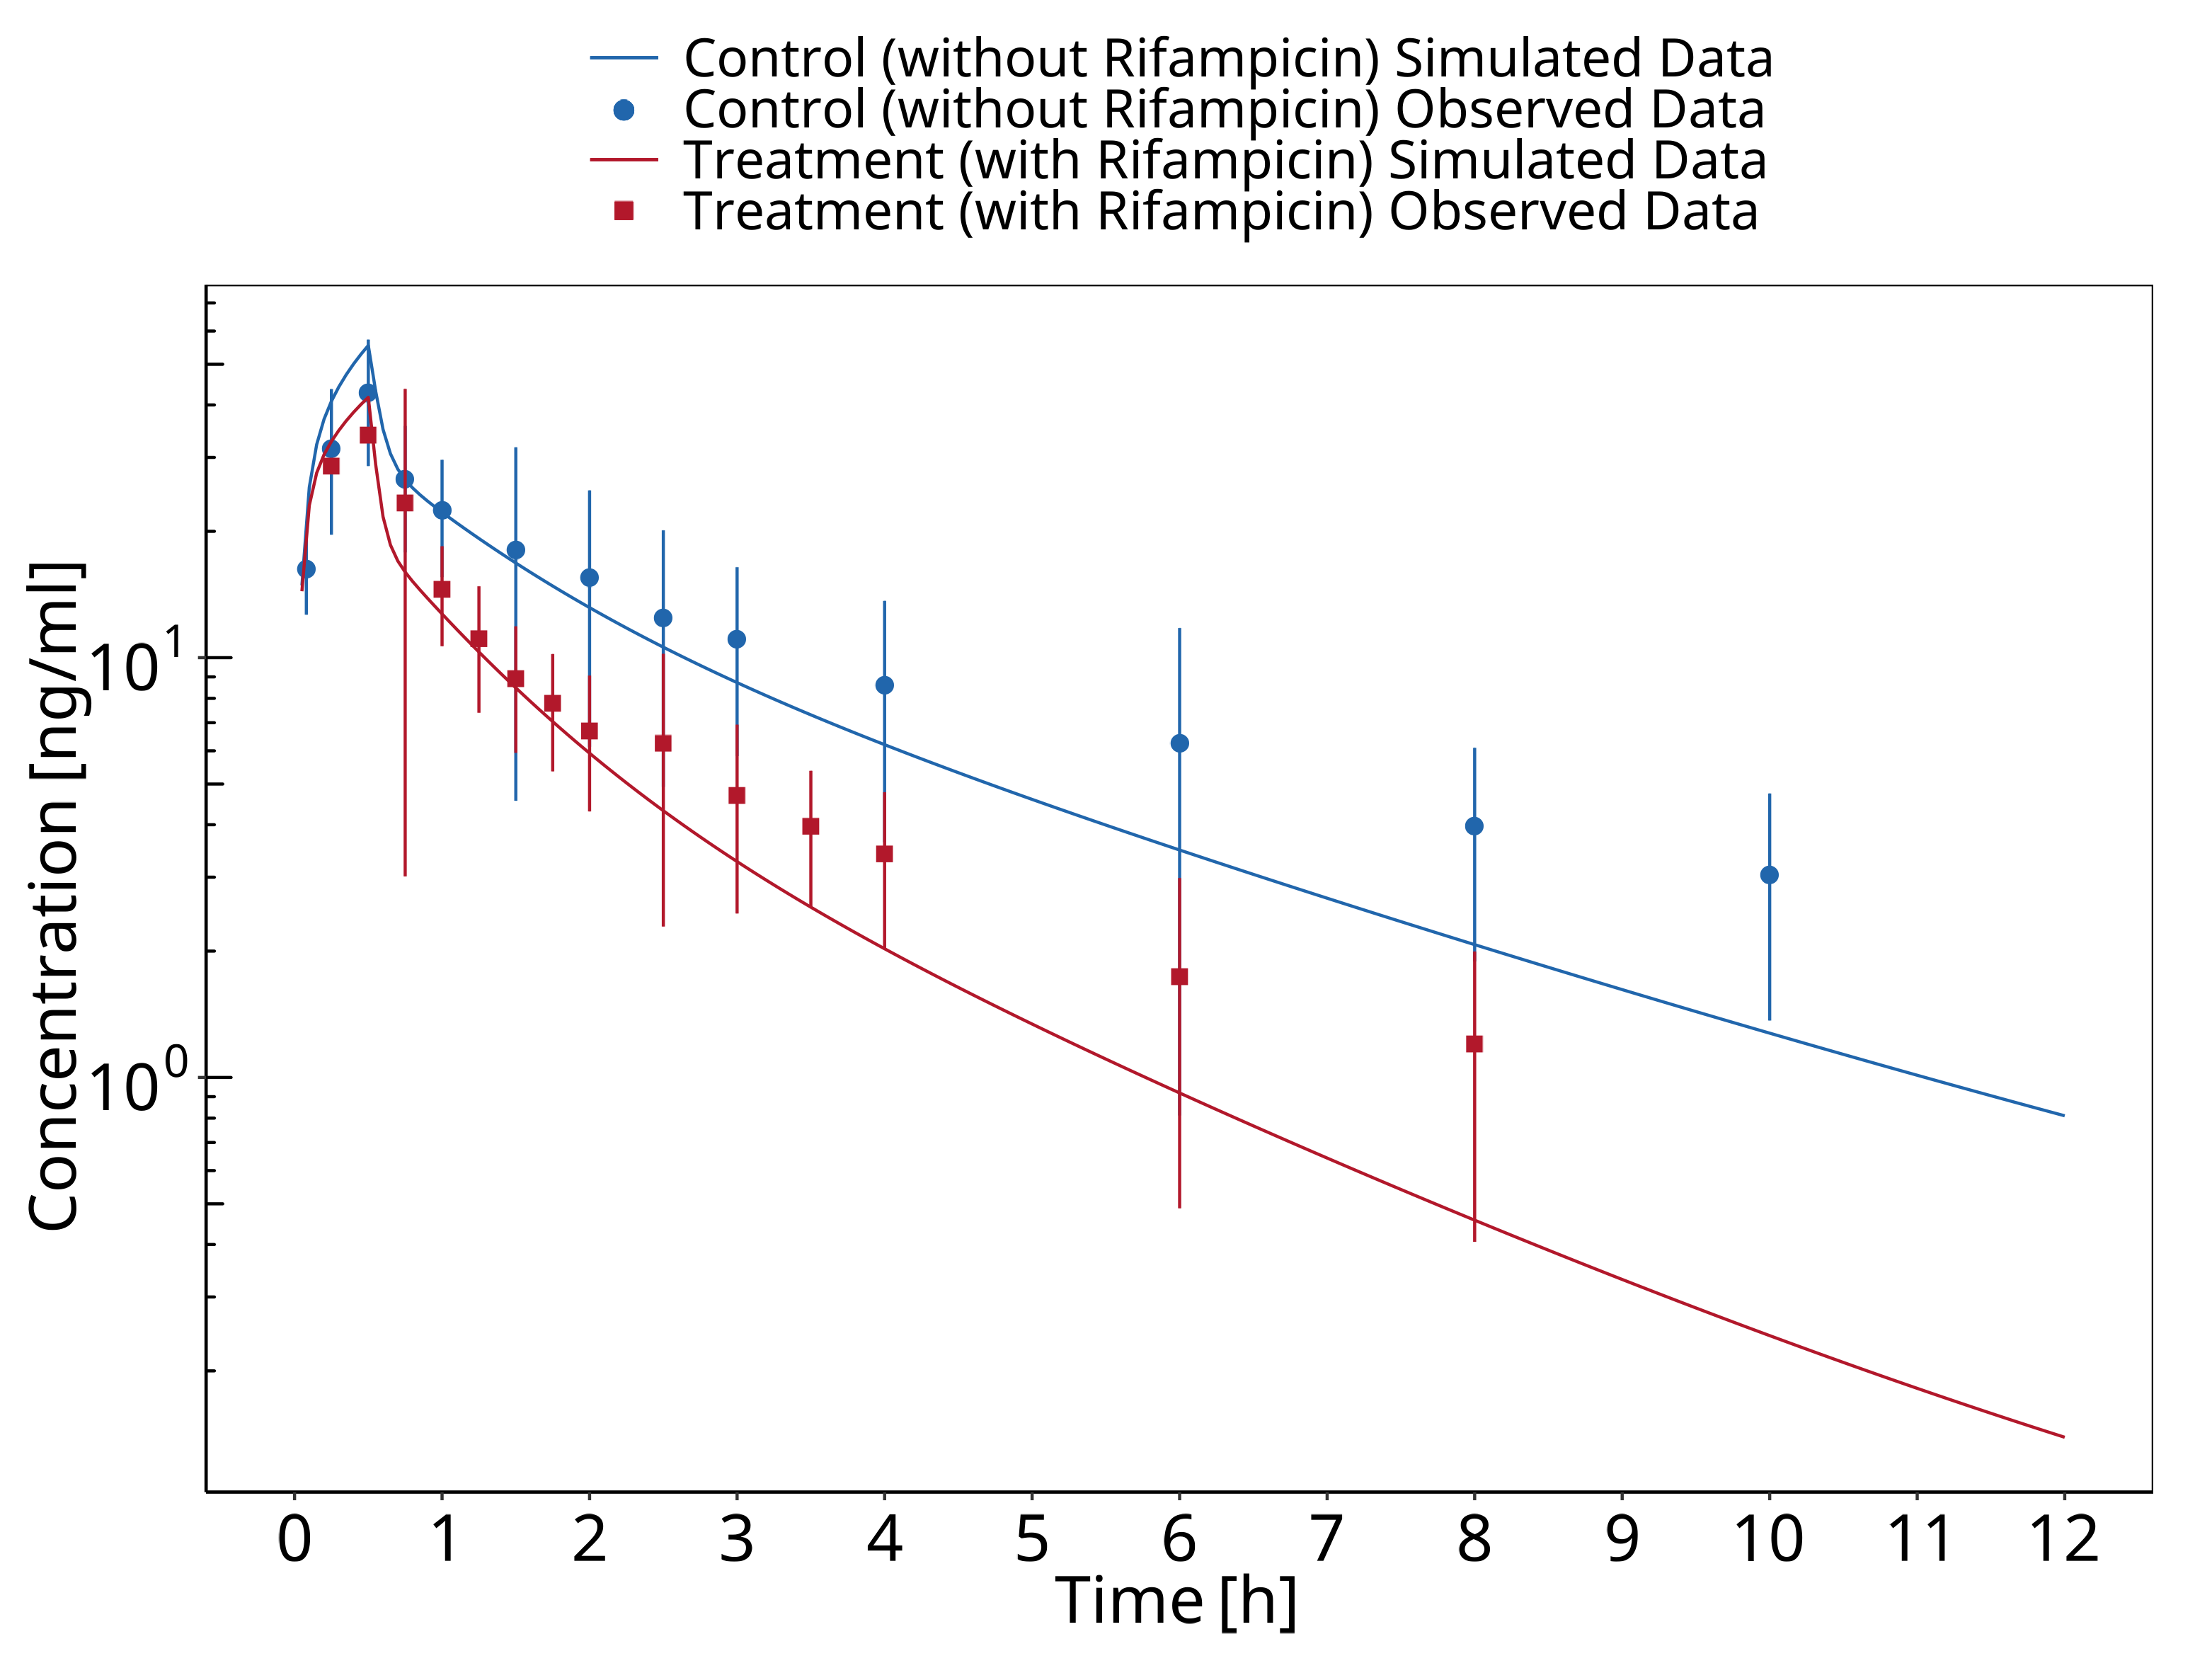 Control (without Rifampicin) Simulated Data
Control (without Rifampicin) Observed Data
Treatment (with Rifampicin) Simulated Data
Treatment (with Rifampicin) Observed Data
Concentration [ng/ml]
10^1
10^0
0 1 2 3 4 5 6 7 8 9 10 11 12
Time [h]